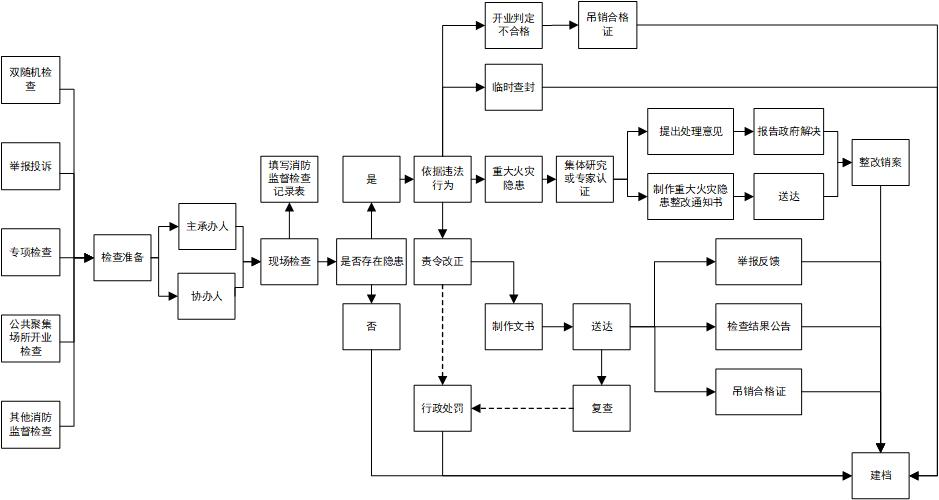 双随机检
查
举报投诉
专项检查
公共聚集
场所开业
检查
其他消防
监督检查
检查准备
主承办人
协办人
填写消防
监督检查
记录表
现场检查
是
是否存在隐患
否
开业判定
不合格
吊销合格
证
临时查封
依据违法
行为
重大火灾
隐患
集体研究
或专家认
证
提出处理意见
报告政府解决
制作重大火灾隐
患整改通知书
送达
整改销案
责令改正
制作文书
送达
复查
行政处罚
举报反馈
检查结果公告
吊销合格证
建档